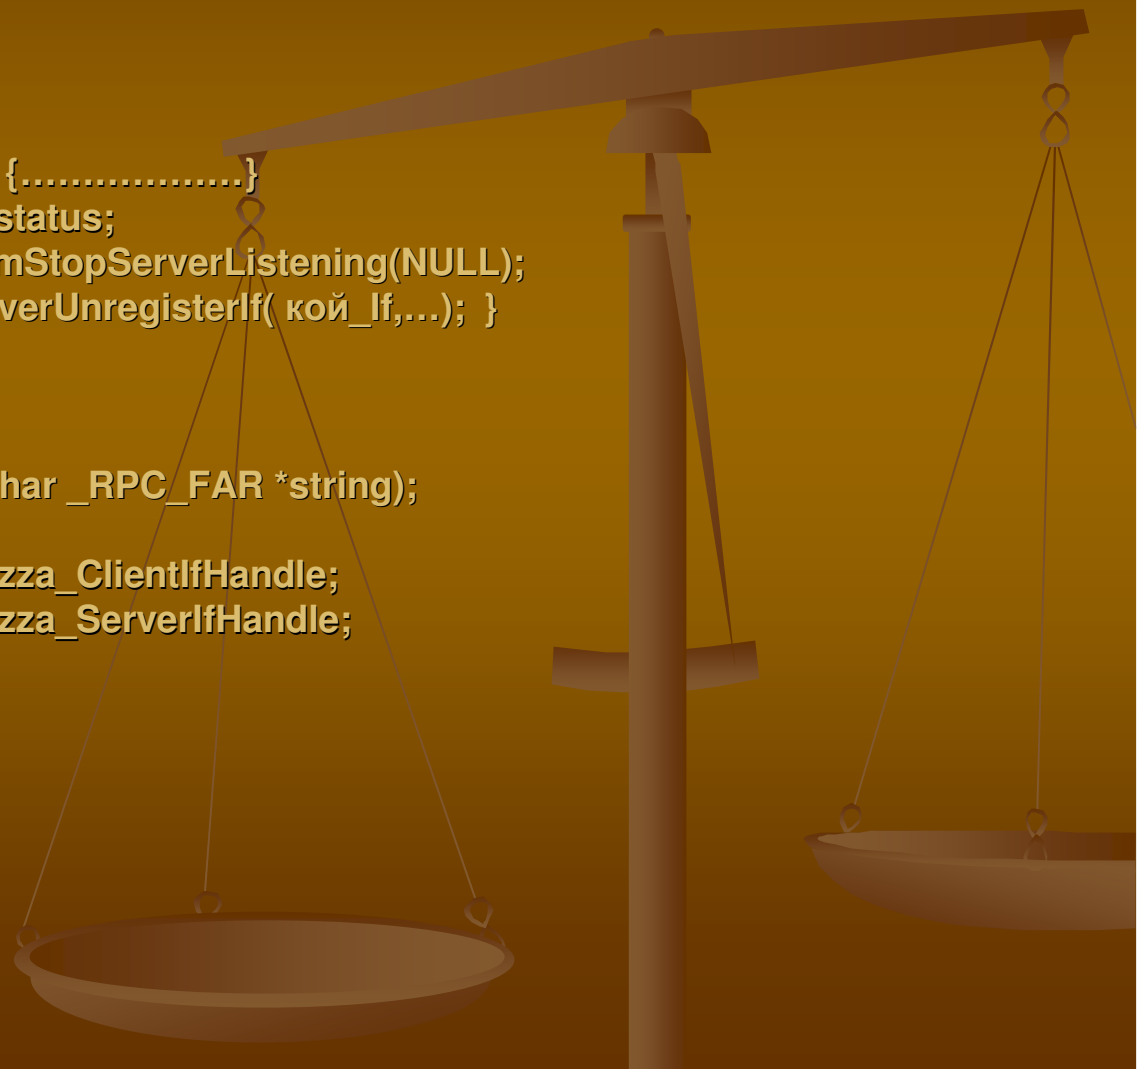 {………………}
status;
mStopServerListening(NULL);
verUnregisterIf( кой_If,…);  }
har _RPC_FAR *string);
zza_ClientIfHandle;
zza_ServerIfHandle;